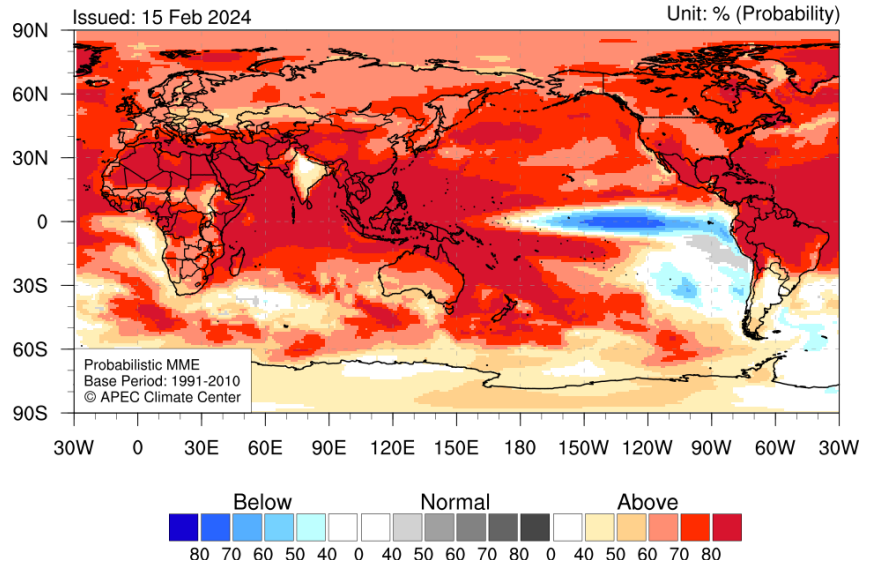 Issued: 15 Feb 2024
Unit: % (Probability)
90N
60N
30N
0
30S
60S
90S
Probabilistic MME
Base Period: 1991-2010
© APEC Climate Center
30W 0 30E 60E 90E 120E 150E 180 150W 120W 90W 60W 30W
Below Normal Above
80 70 60 50 40 0 40 50 60 70 80 0 40 50 60 70 80